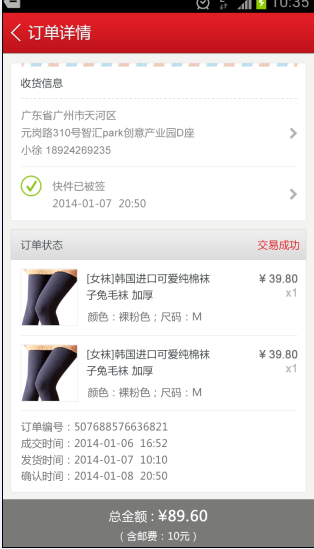 10:35
订单详情
收货信息
广东省广州市天河区
元岗路310号智汇park创意产业园D座
小徐 18924269235
快件已被签
2014-01-07 20:50
订单状态 交易成功
[女袜]韩国进口可爱纯棉袜 ¥39.80
子兔毛袜 加厚 x1
颜色：裸粉色；尺码：M
[女袜]韩国进口可爱纯棉袜 ¥39.80
子兔毛袜 加厚 x1
颜色：裸粉色；尺码：M
订单编号：507688576636821
成交时间：2014-01-06 16:52
发货时间：2014-01-07 10:10
确认时间：2014-01-08 20:50
总金额：¥89.60
（含邮费：10元）